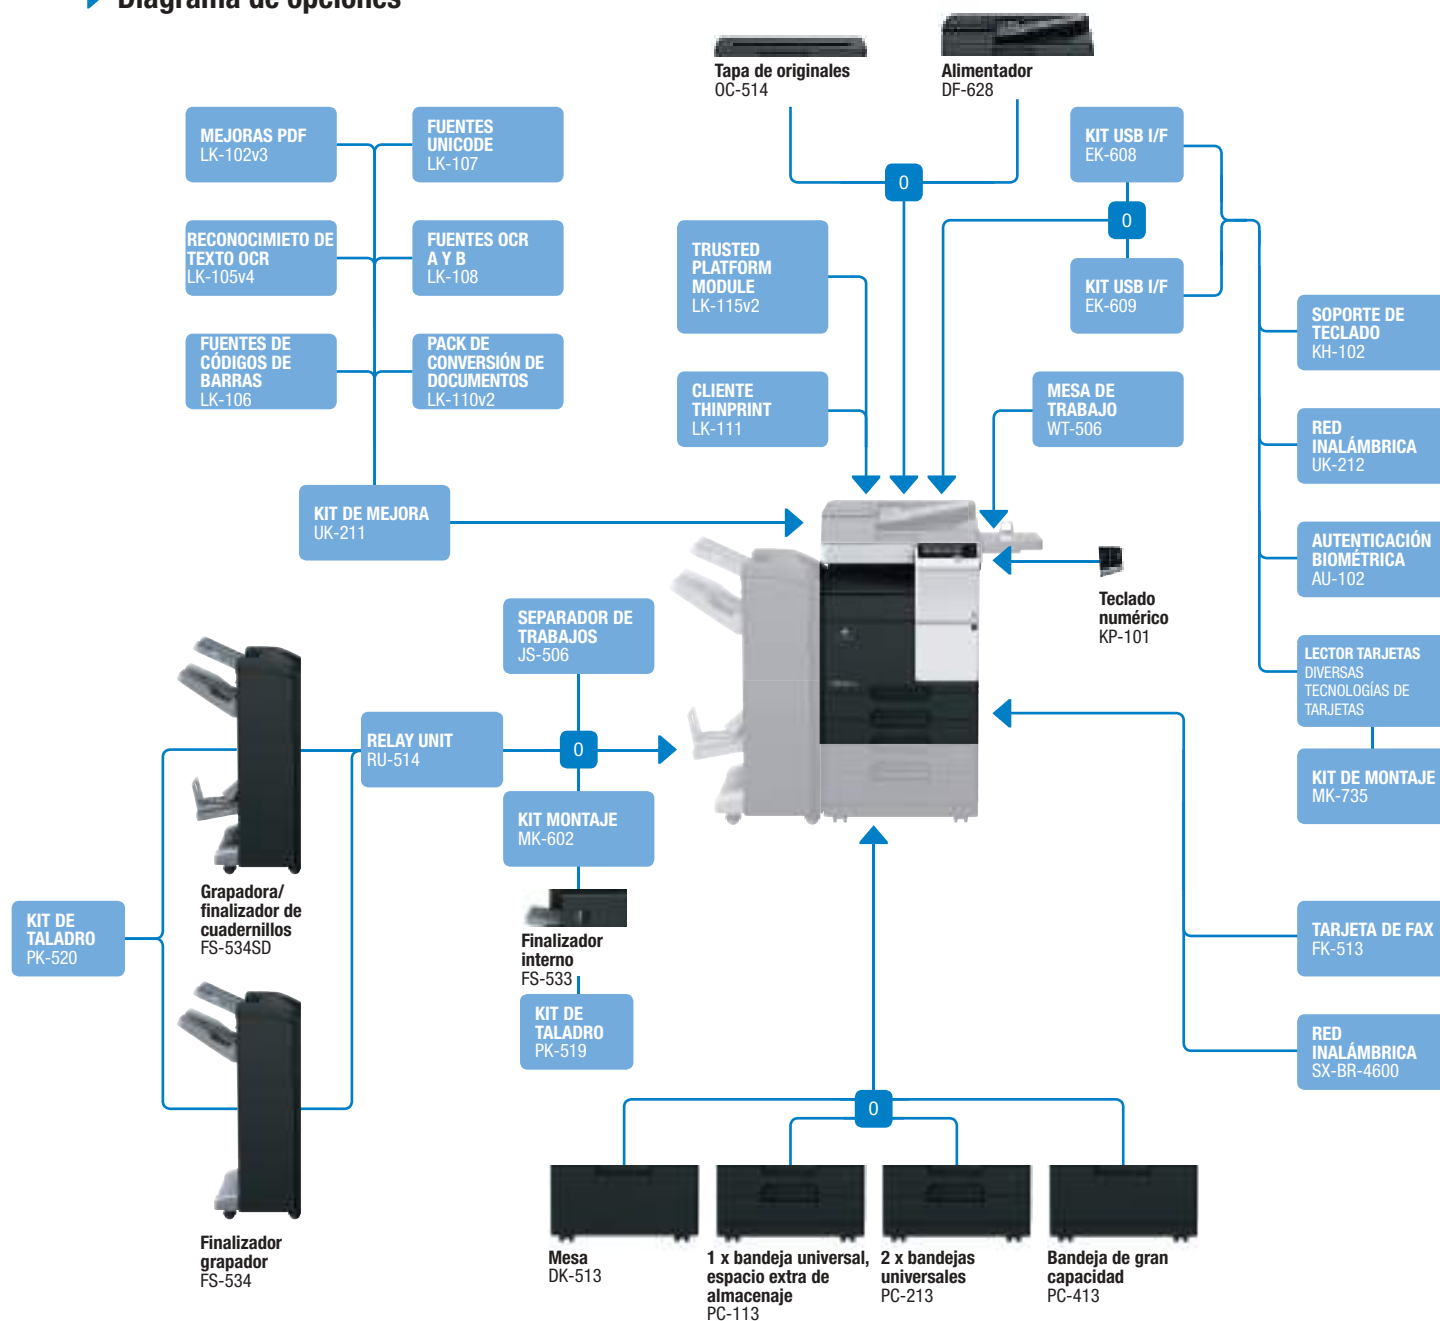 Diagrama de opciones
Tapa de originales
OC-514
Alimentador
DF-628
MEJORAS PDF
LK-102v3
FUENTES
UNICODE
LK-107
KIT USB I/F
EK-608
0
0
RECONOCIMIETO DE
TEXTO OCR
LK-105v4
FUENTES OCR
A Y B
LK-108
TRUSTED
PLATFORM
MODULE
LK-115v2
KIT USB I/F
EK-609
SOPORTE DE
TECLADO
KH-102
FUENTES DE
CÓDIGOS DE
BARRAS
LK-106
PACK DE
CONVERSIÓN DE
DOCUMENTOS
LK-110v2
CLIENTE
THINPRINT
LK-111
MESA DE
TRABAJO
WT-506
RED
INALÁMBRICA
UK-212
KIT DE MEJORA
UK-211
AUTENTICACIÓN
BIOMÉTRICA
AU-102
Teclado
numérico
KP-101
SEPARADOR DE
TRABAJOS
JS-506
LECTOR TARJETAS
DIVERSAS
TECNOLOGÍAS DE
TARJETAS
RELAY UNIT
RU-514
0
KIT DE MONTAJE
MK-735
KIT MONTAJE
MK-602
Grapadora/
finalizador de
cuadernillos
FS-534SD
KIT DE
TALADRO
PK-520
Finalizador
interno
FS-533
TARJETA DE FAX
FK-513
KIT DE
TALADRO
PK-519
RED
INALÁMBRICA
SX-BR-4600
0
Finalizador
grapador
FS-534
Mesa
DK-513
1 x bandeja universal,
espacio extra de
almacenaje
PC-113
2 x bandejas
universales
PC-213
Bandeja de gran
capacidad
PC-413